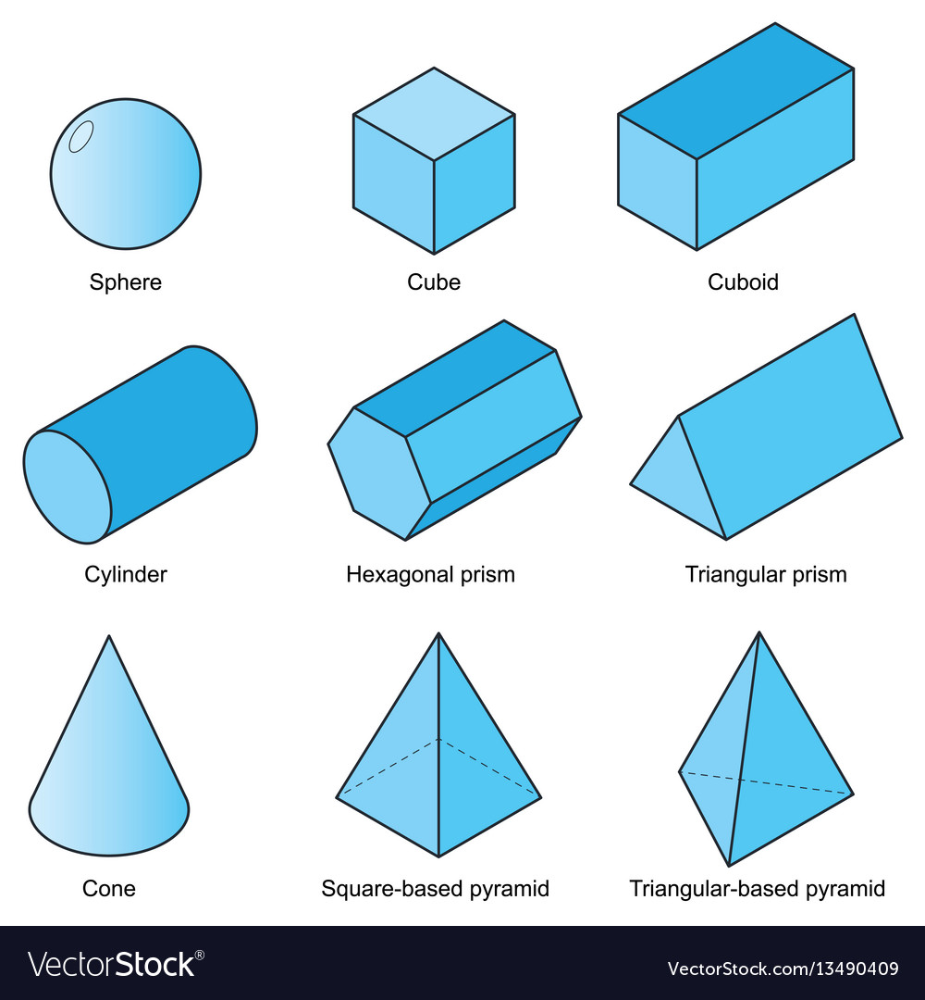 Sphere
Cube
Cuboid
Cylinder
Hexagonal prism
Triangular prism
Cone
Square-based pyramid
Triangular-based pyramid
VectorStock®
VectorStock.com/13490409